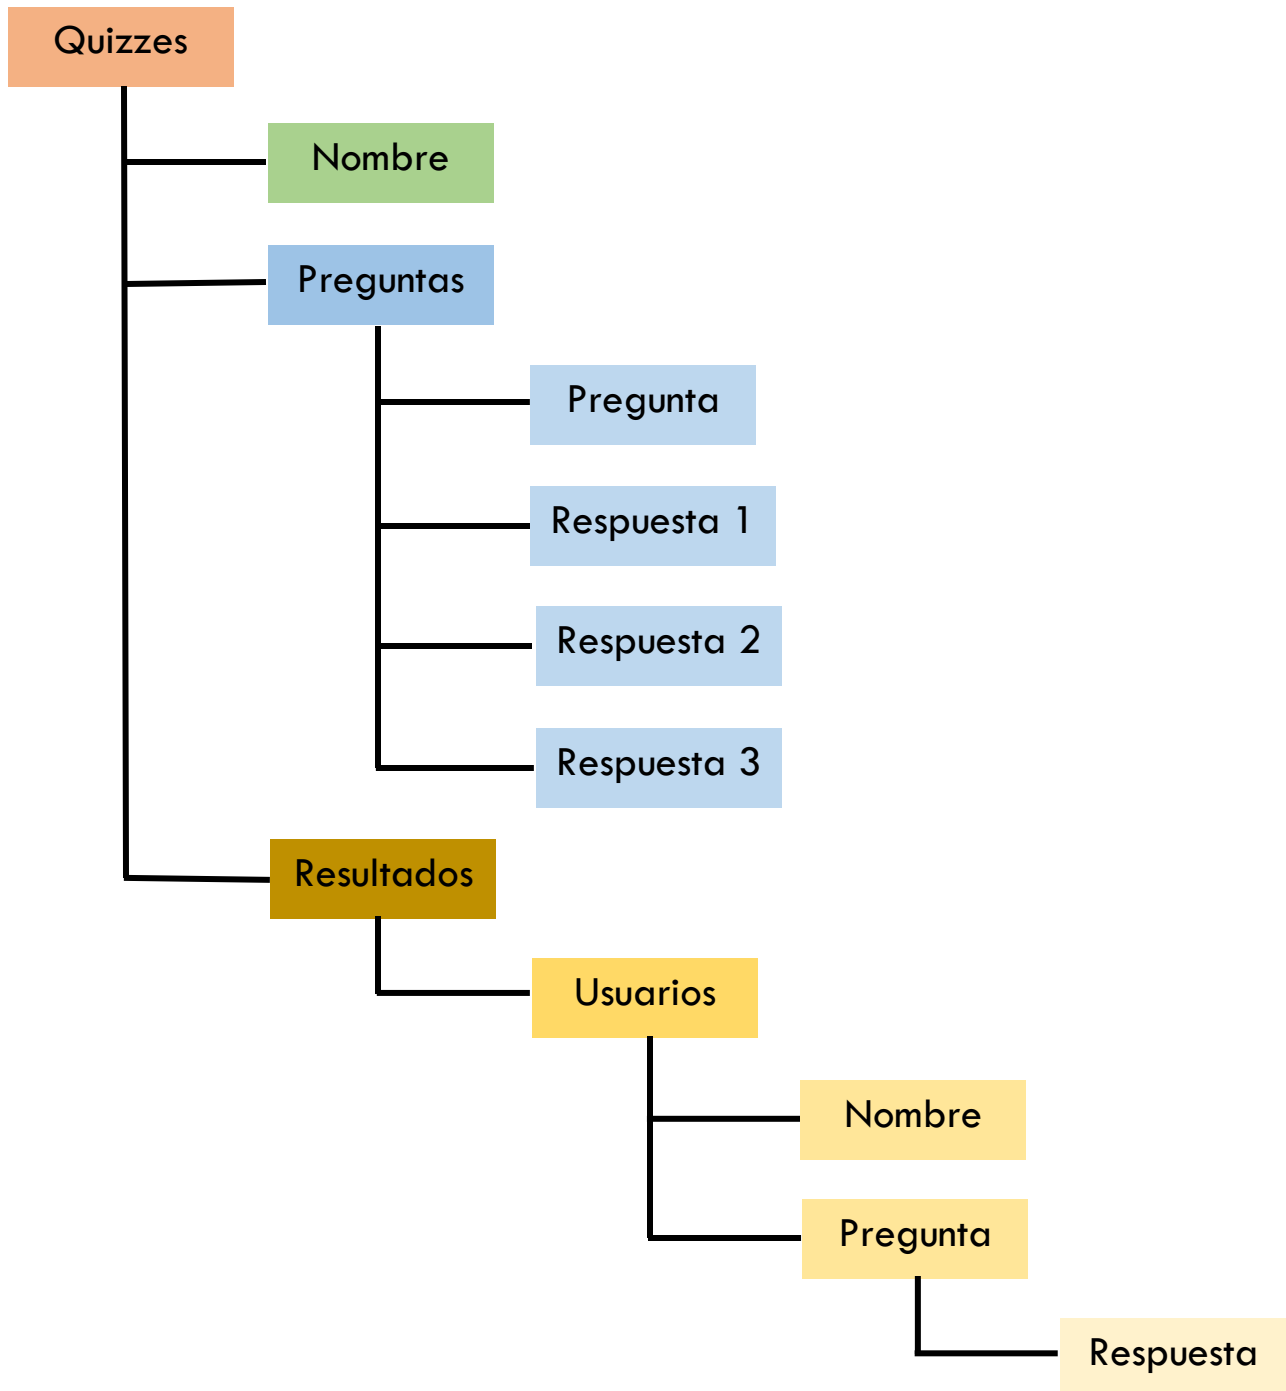 Quizzes
Nombre
Preguntas
Pregunta
Respuesta 1
Respuesta 2
Respuesta 3
Resultados
Usuarios
Nombre
Pregunta
Respuesta